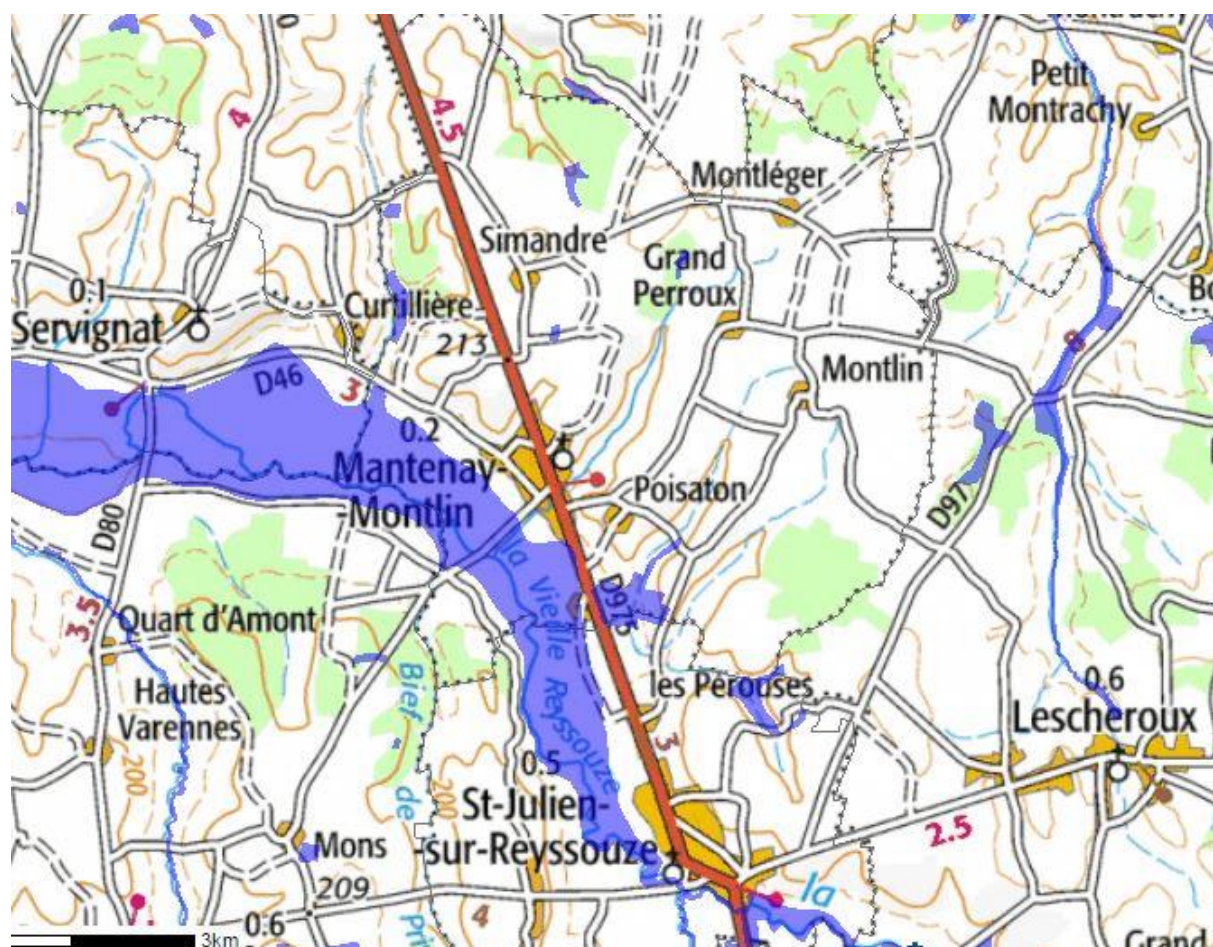 4
4.5
Petit
Montrachy
Montléger
Simandre
Grand
Perroux
0.1
Servignat
Curtillière
213
D46
3
Montlin
0.2
Mantenay-
-Montlin
Poisaton
D97
D80
la Vieille Reyssouze
D975
3.5
Quart d'Amont
Hautes
Varennes
Bief de
les Pérouses
0.6
Lescheroux
200
3
0.5
200
St-Julien-
-sur-Reyssouze
2.5
Mons
209
la
4
0.6
3km
Grand